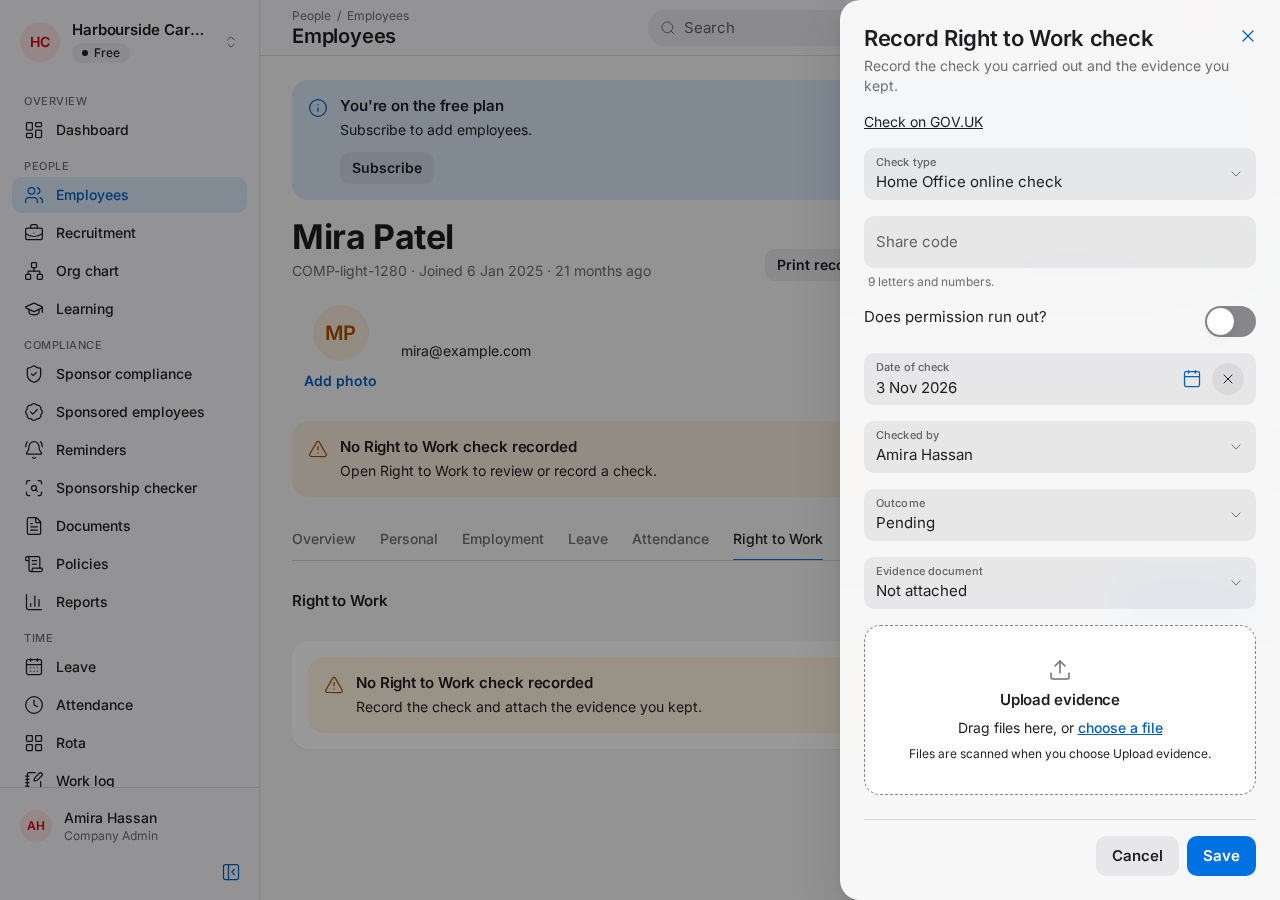 HC
Harbourside Car...
Free
OVERVIEW
Dashboard
PEOPLE
Employees
Recruitment
Org chart
Learning
COMPLIANCE
Sponsor compliance
Sponsored employees
Reminders
Sponsorship checker
Documents
Policies
Reports
TIME
Leave
Attendance
Rota
Work log
AH
Amira Hassan
Company Admin
People / Employees
Employees
Search
You're on the free plan
Subscribe to add employees.
Subscribe
Mira Patel
COMP-light-1280 · Joined 6 Jan 2025 · 21 months ago
Print reco
MP
mira@example.com
Add photo
No Right to Work check recorded
Open Right to Work to review or record a check.
Overview Personal Employment Leave Attendance Right to Work
Right to Work
No Right to Work check recorded
Record the check and attach the evidence you kept.
Record Right to Work check
Record the check you carried out and the evidence you
kept.
Check on GOV.UK
Check type
Home Office online check
Share code
9 letters and numbers.
Does permission run out?
Date of check
3 Nov 2026
Checked by
Amira Hassan
Outcome
Pending
Evidence document
Not attached
Upload evidence
Drag files here, or choose a file
Files are scanned when you choose Upload evidence.
Cancel
Save